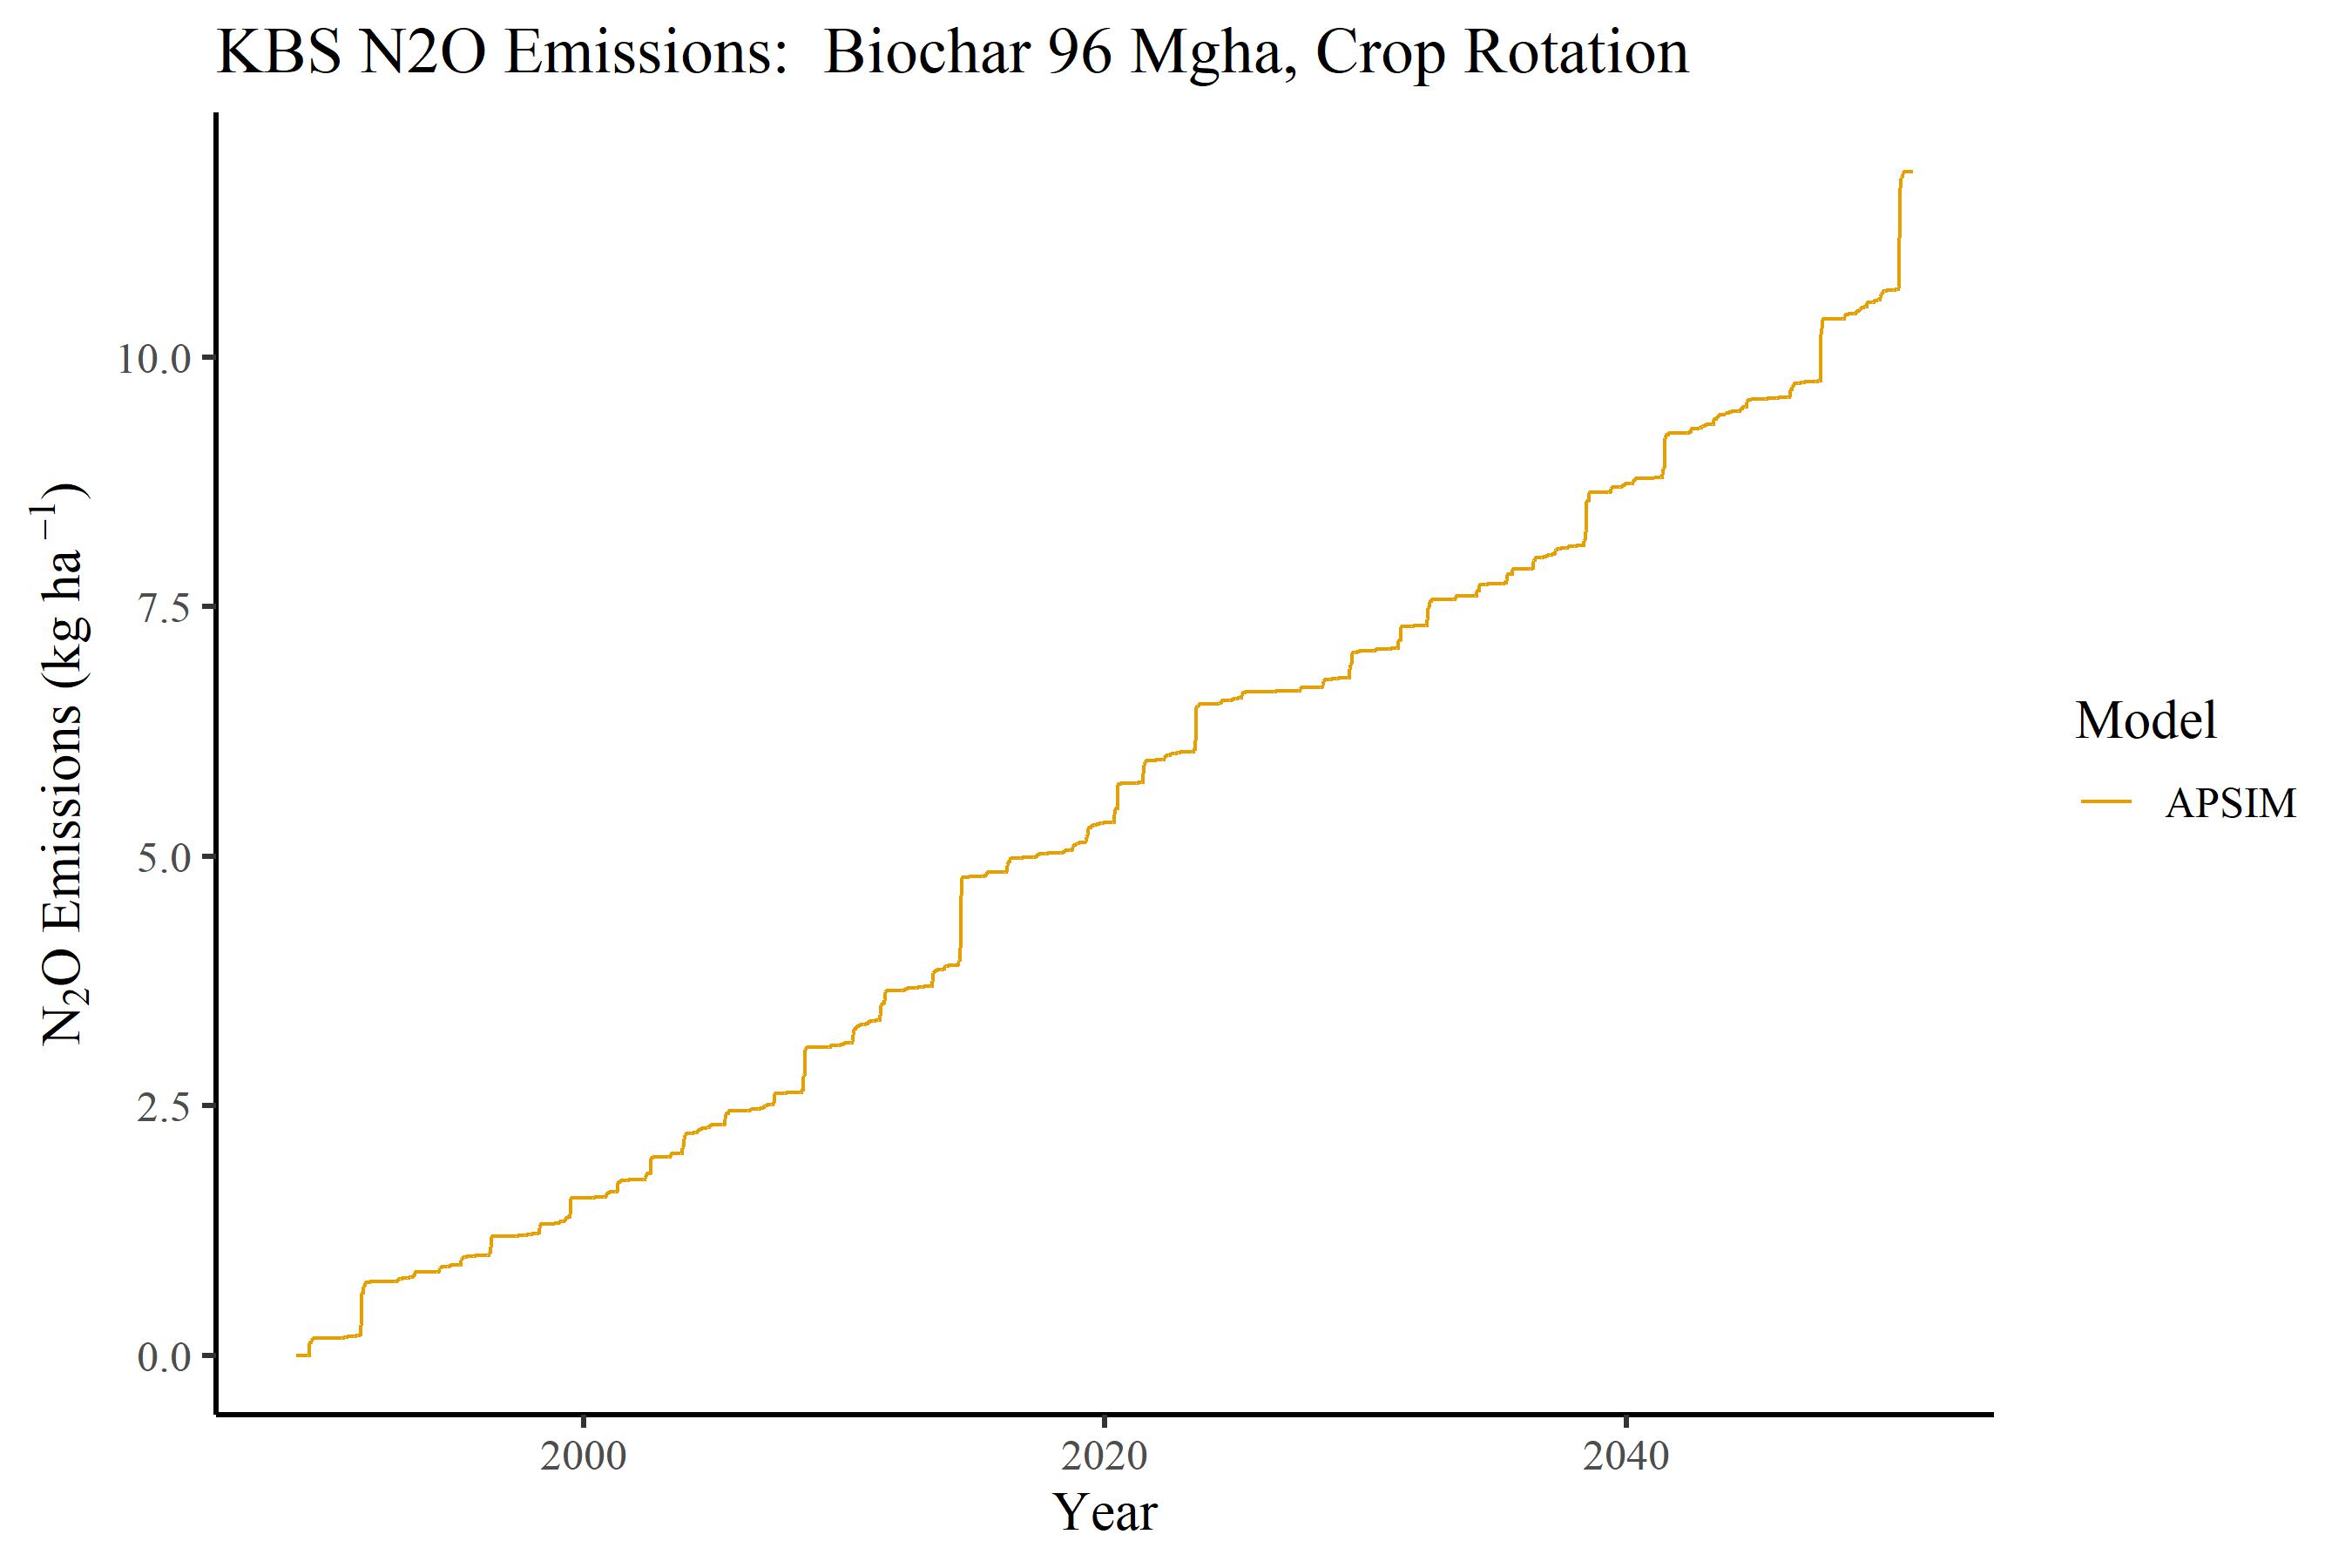 KBS N2O Emissions:  Biochar 96 Mgha, Crop Rotation
N₂O Emissions (kg ha ⁻¹)
10.0
7.5
5.0
2.5
0.0
2000 2020 2040
Year
Model
APSIM